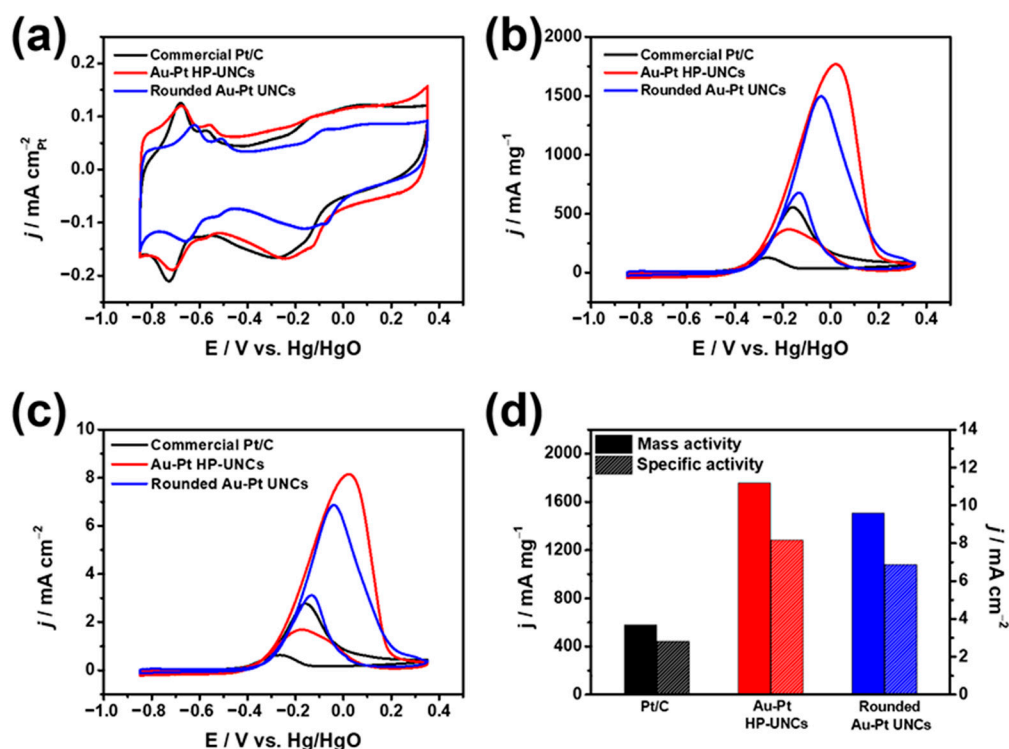 (a)
j / mA cm⁻²Pt
0.2
0.1
0.0
−0.1
−0.2
Commercial Pt/C
Au-Pt HP-UNCs
Rounded Au-Pt UNCs
−1.0 −0.8 −0.6 −0.4 −0.2 0.0 0.2 0.4
E / V vs. Hg/HgO
(b)
j / mA mg⁻¹
2000
1750
1500
1250
1000
750
500
250
0
Commercial Pt/C
Au-Pt HP-UNCs
Rounded Au-Pt UNCs
−1.0 −0.8 −0.6 −0.4 −0.2 0.0 0.2 0.4
E / V vs. Hg/HgO
(c)
j / mA cm⁻²
10
8
6
4
2
0
Commercial Pt/C
Au-Pt HP-UNCs
Rounded Au-Pt UNCs
−1.0 −0.8 −0.6 −0.4 −0.2 0.0 0.2 0.4
E / V vs. Hg/HgO
(d)
j / mA mg⁻¹
2000
1600
1200
800
400
0
Mass activity
Specific activity
14
12
10
8
6
4
2
0
j / mA cm⁻²
Pt/C Au-Pt Rounded
HP-UNCs Au-Pt UNCs